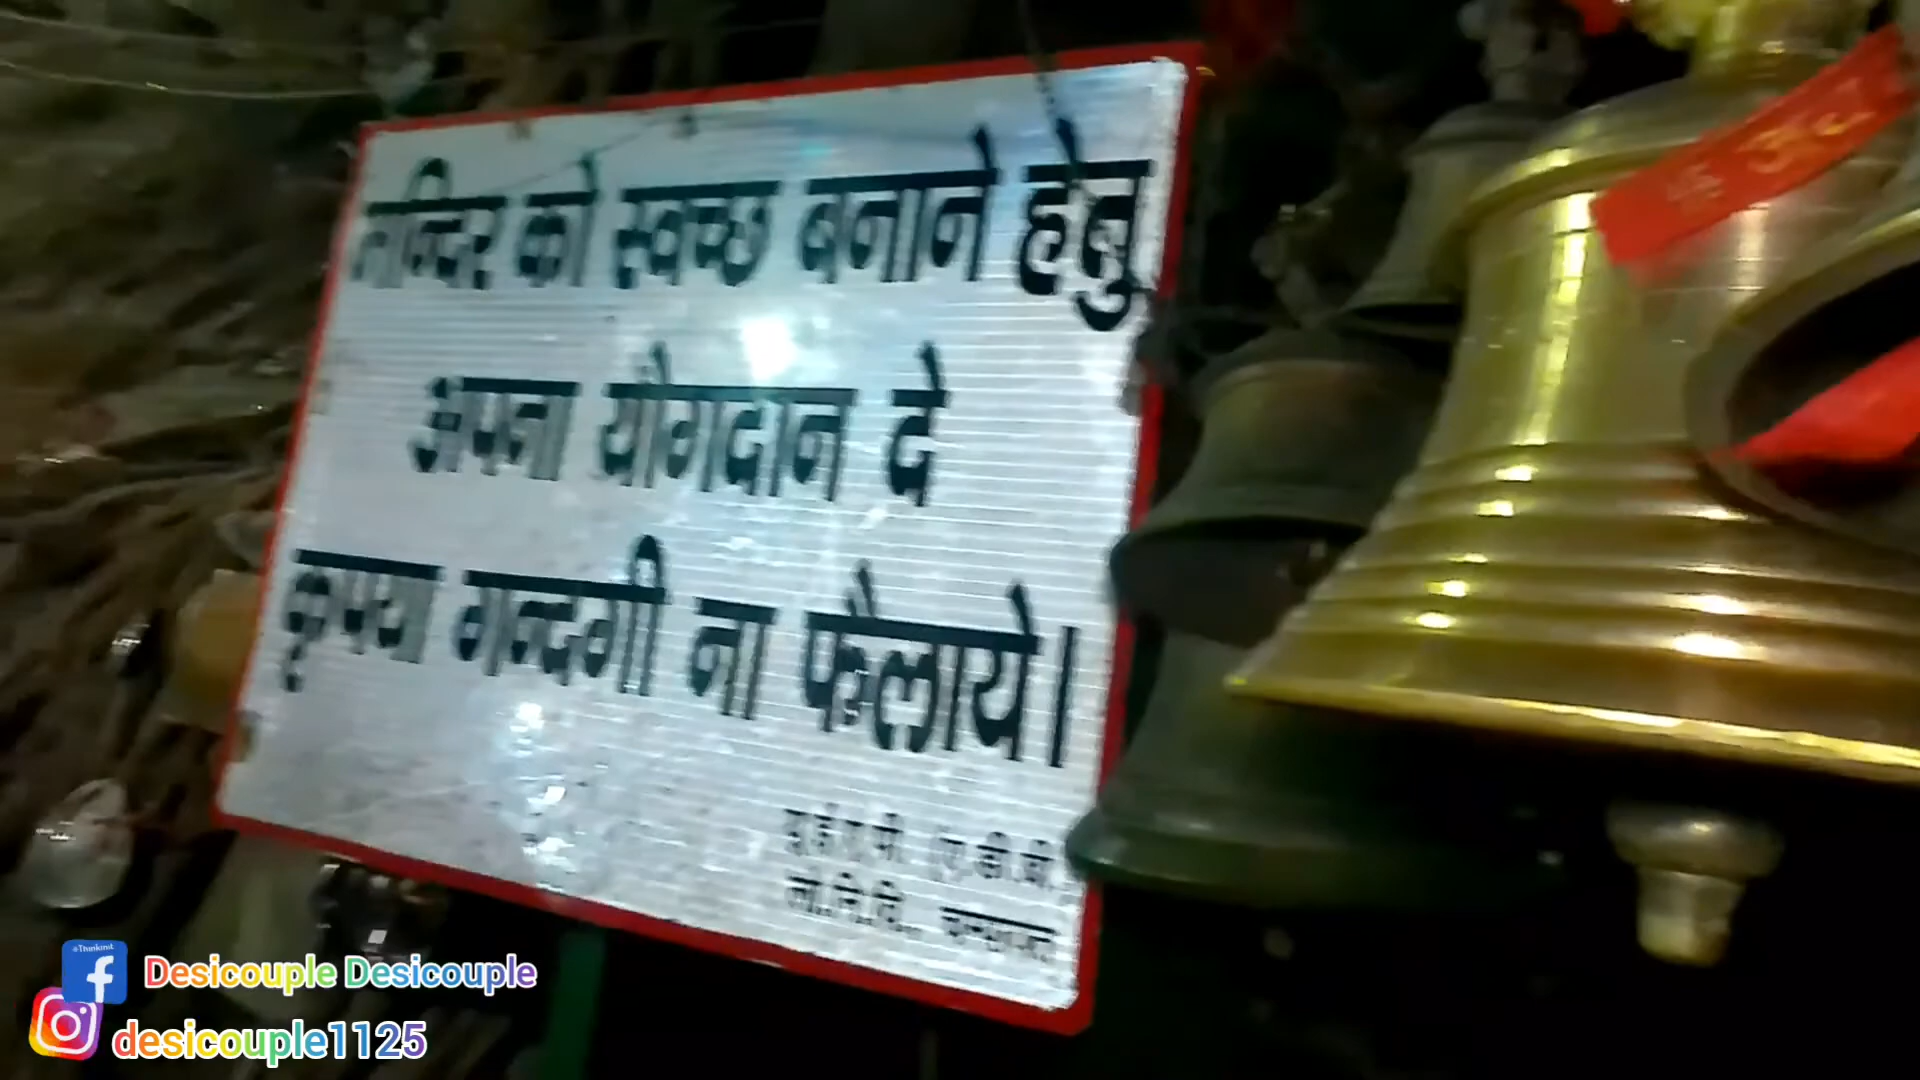 मन्दिर को स्वच्छ बनाने हेतु
अपना योगदान दे
कृपया गन्दगी ना फैलाये।
लो.नि.वि.
Desicouple Desicouple
desicouple1125